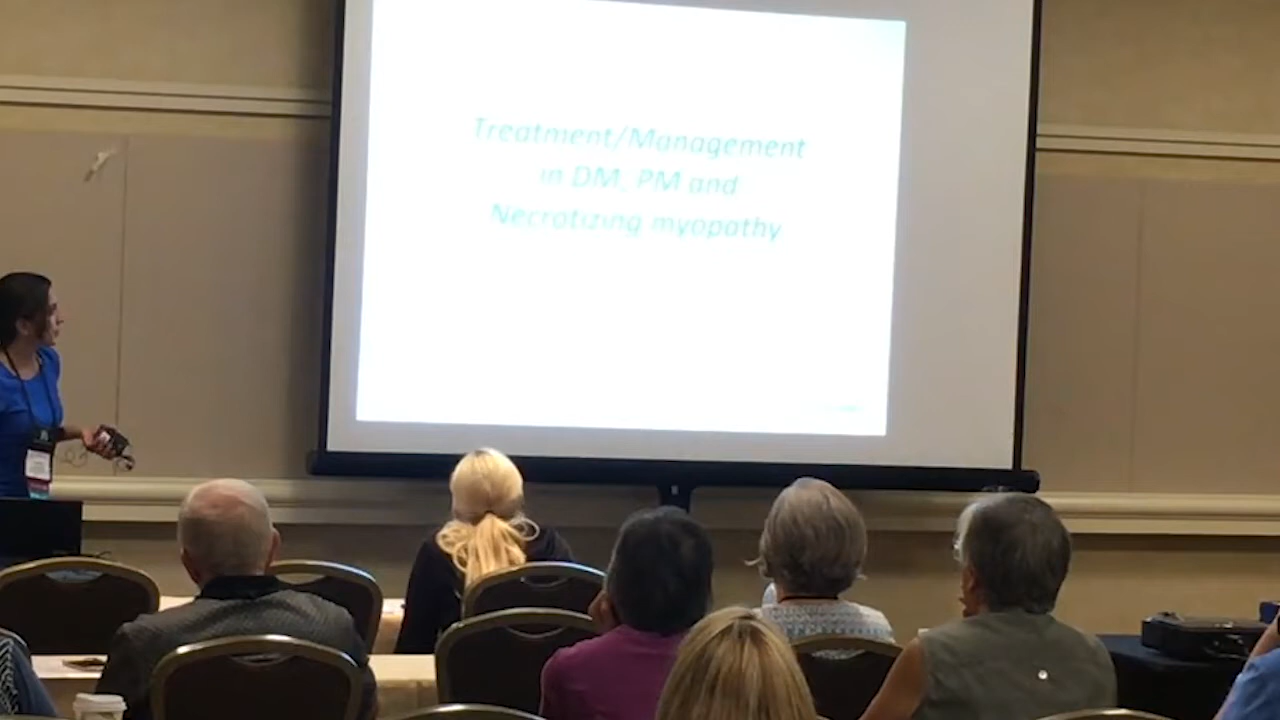 Treatment/Management
in DM, PM and
Necrotizing myopathy